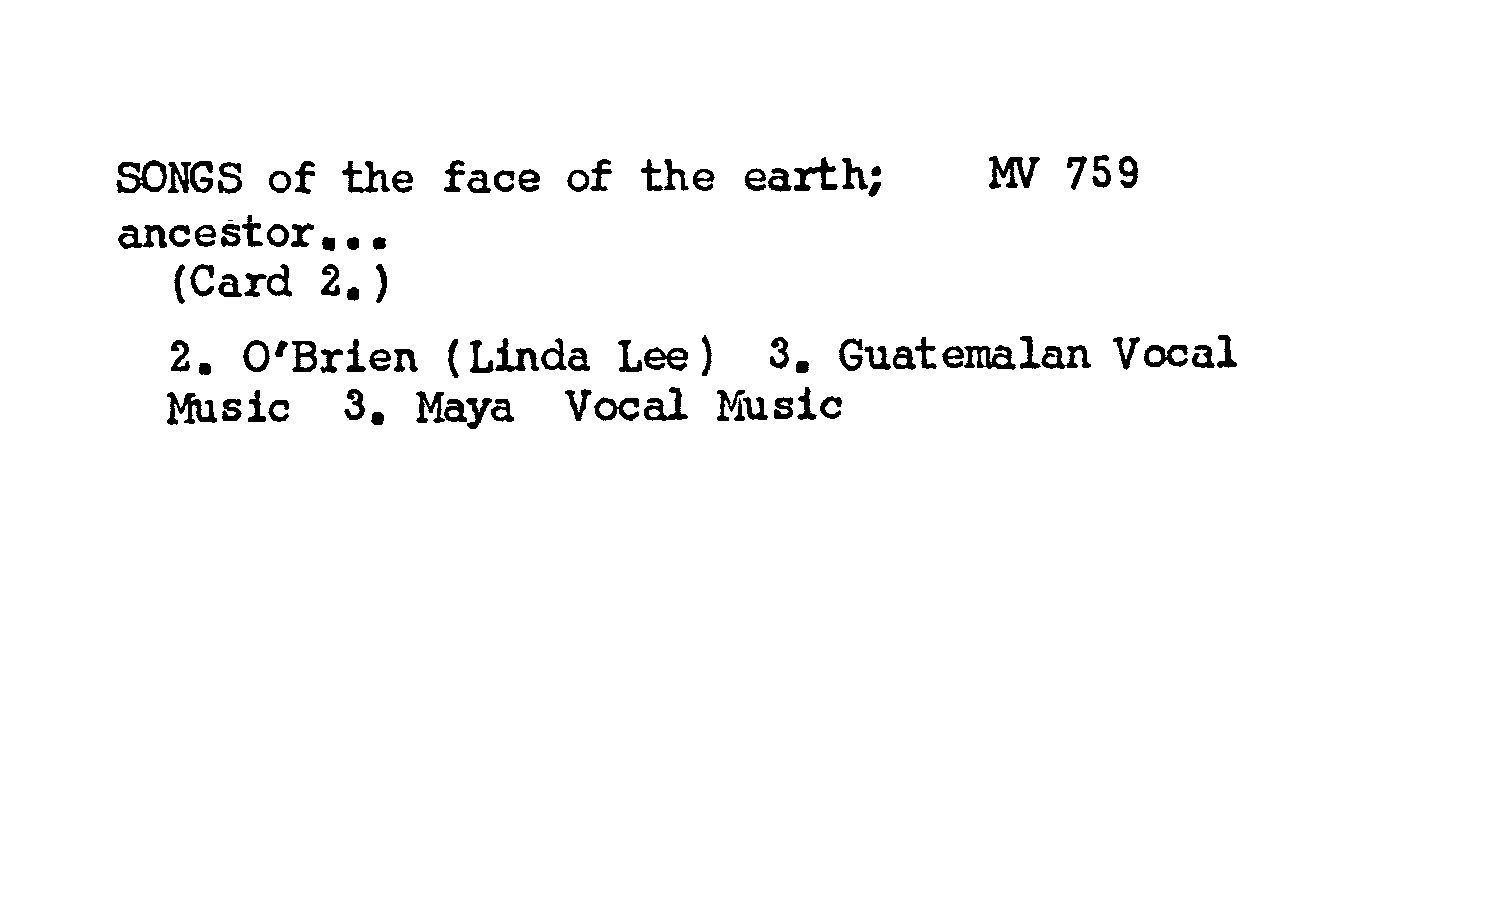 SONGS of the face of the earth; MV 759
ancestor...
(Card 2.)
2. O'Brien (Linda Lee) 3. Guatemalan Vocal
Music 3. Maya Vocal Music